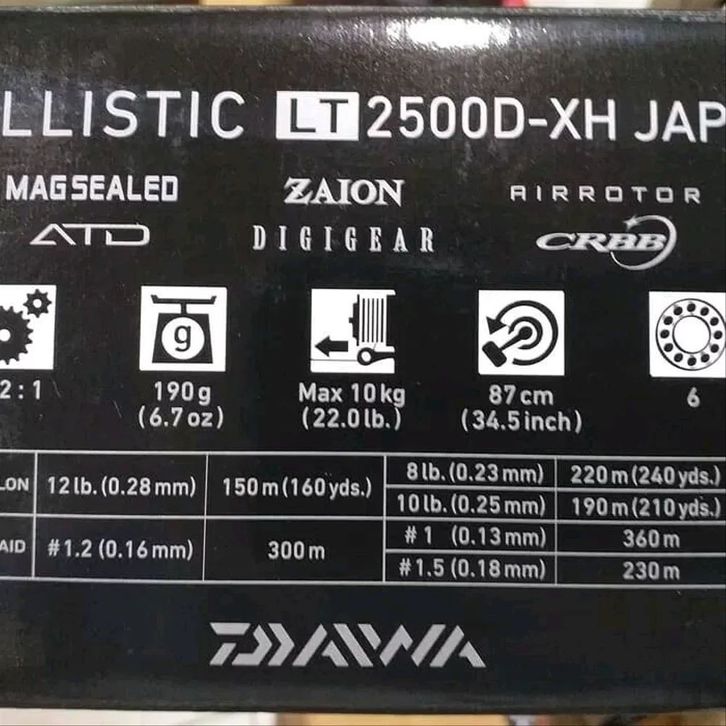 LLISTIC LT 2500D-XH JAP
MAGSEALED ZAION AIRROTOR
ATD DIGIGEAR CRBB
g
2:1 190g Max 10kg 87cm 6
(6.7oz) (22.0lb.) (34.5inch)
LON 12lb.(0.28mm) 150m(160yds.) 8lb.(0.23mm) 220m(240yds.)
10lb.(0.25mm) 190m(210yds.)
AID #1.2(0.16mm) 300m #1 (0.13mm) 360m
#1.5(0.18mm) 230m
DAIWA